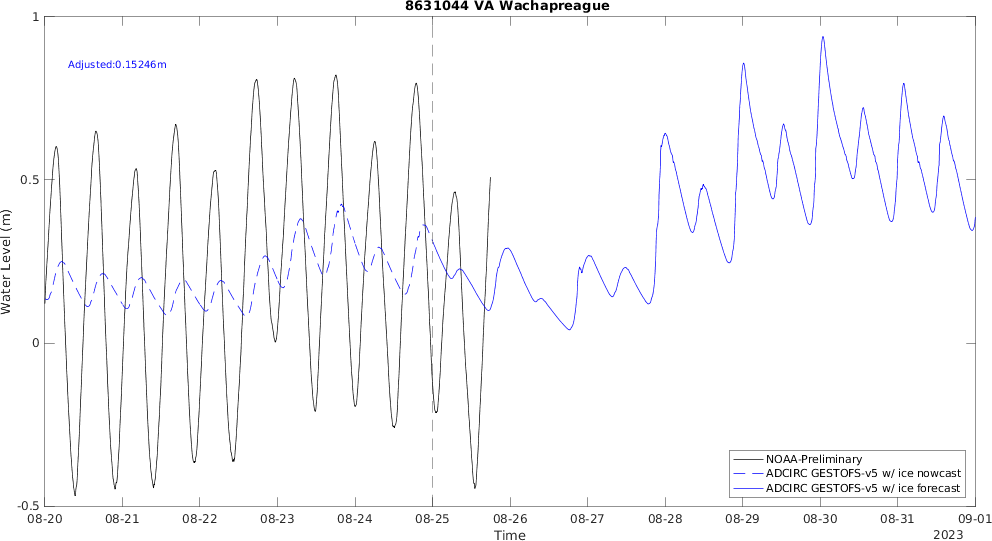 8631044 VA Wachapreague
Adjusted:0.15246m
Water Level (m)
1
0.5
0
-0.5
NOAA-Preliminary
ADCIRC GESTOFS-v5 w/ ice nowcast
ADCIRC GESTOFS-v5 w/ ice forecast
08-20 08-21 08-22 08-23 08-24 08-25 08-26 08-27 08-28 08-29 08-30 08-31 09-01
Time
2023